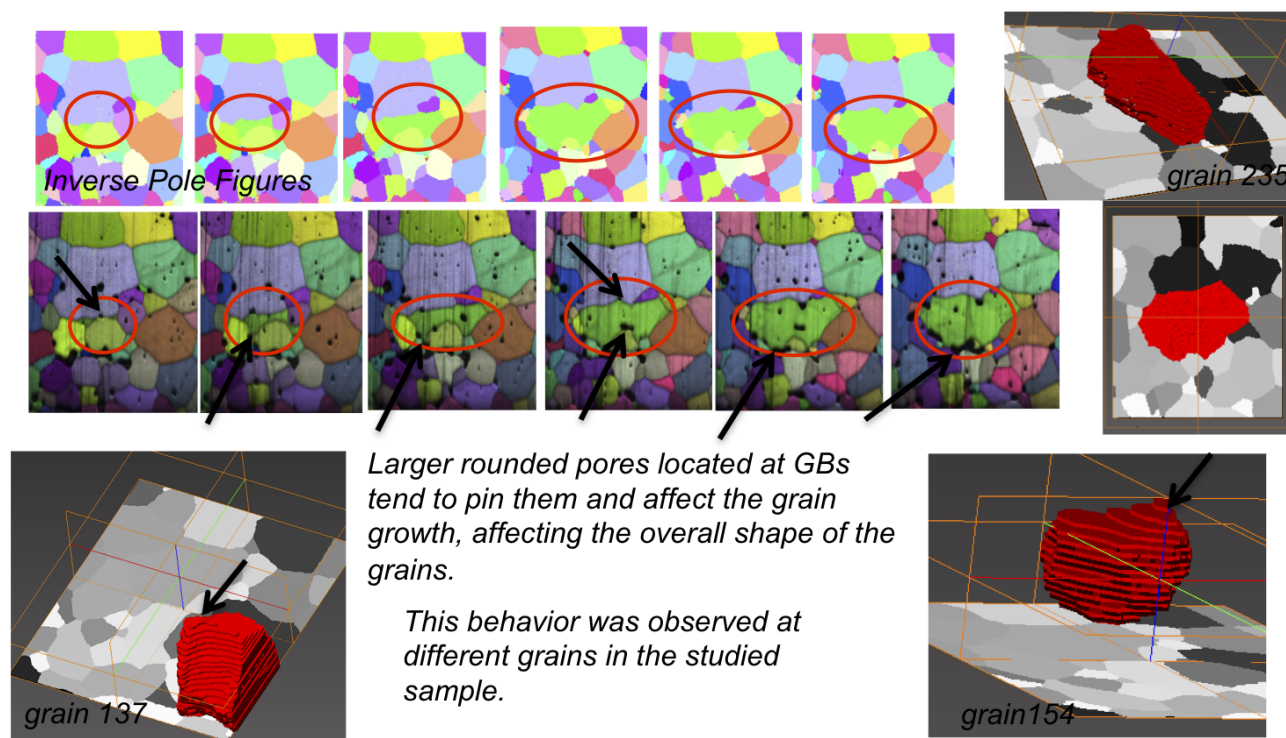 Inverse Pole Figures
grain 235
Larger rounded pores located at GBs
tend to pin them and affect the grain
growth, affecting the overall shape of the
grains.
This behavior was observed at
different grains in the studied
sample.
grain 137
grain154